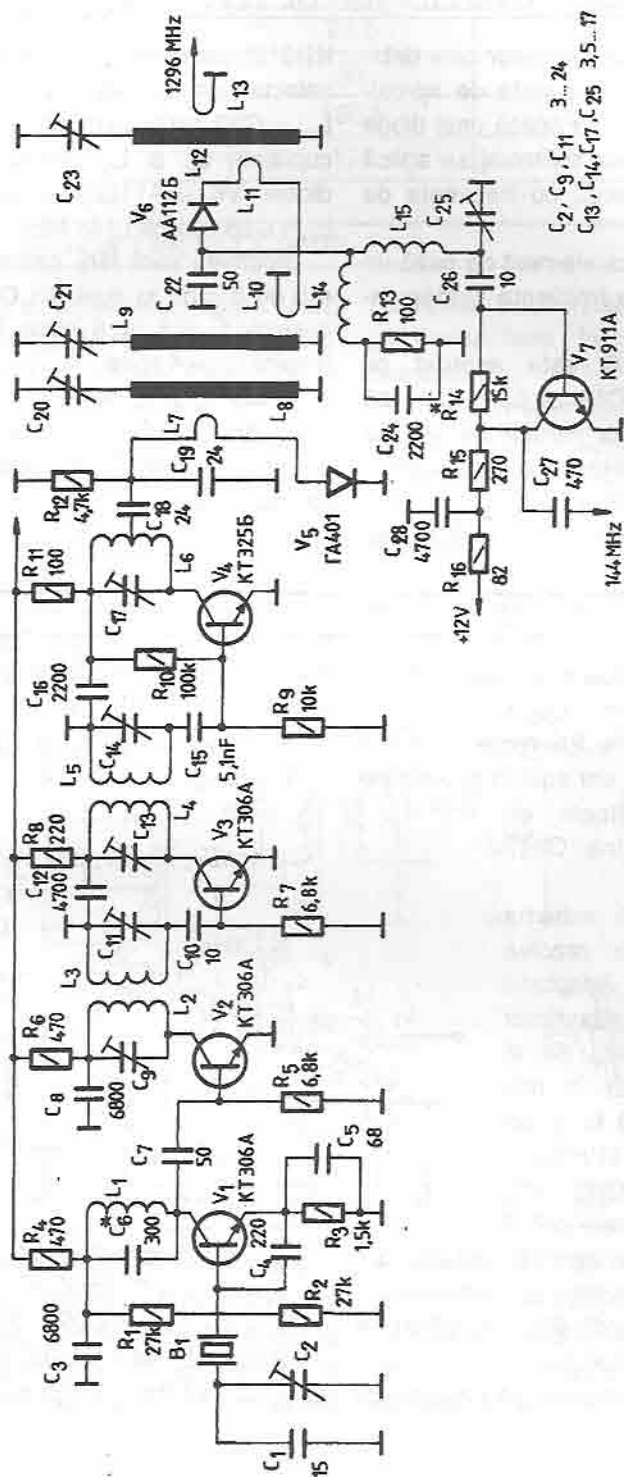 C3
6800
R4
470
L1
C6
*
300
R1
27k
B1
C1
15
C2
R2
27k
C4
220
V1
KT306A
R3
1,5k
C5
68
C7
50
C8
6800
R6
470
C9
L2
V2
KT306A
R5
6,8k
L3
C11
C10
10
R8
220
C12
4700
L13
L4
V3
KT306A
R7
6,8k
L5
C14
C15
5,1nF
C16
2200
R11
100
C17
L6
R10
100k
R9
10k
V4
KT325Б
C18
24
R12
4,7k
C19
24
L7
V5
ГA401
C20
L8
C21
L9
L10
C22
50
V6
AA112Б
L11
C23
L12
L13
1296 MHz
L14
L15
R13
100
C24
2200
*
C25
C26
10
R14
15k
R15
270
C28
4700
R16
82
+12V
C27
470
V7
KT911A
144MHz
C2, C9, C11 3... 24
C13, C14, C17, C25 3,5...17